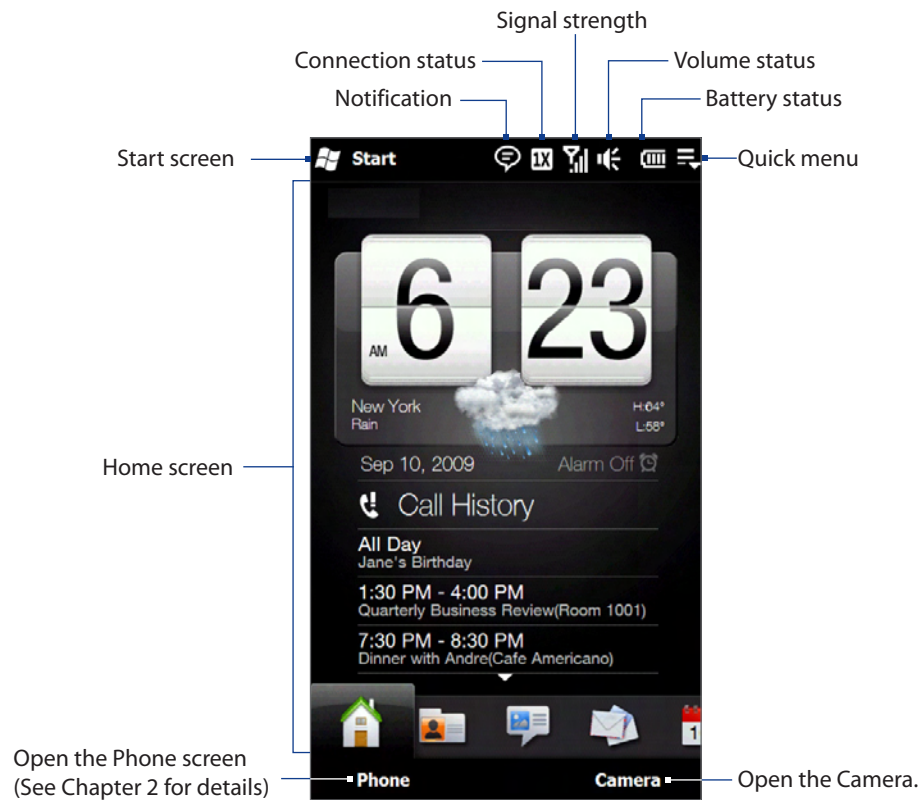 Signal strength
Connection status
Volume status
Notification
Battery status
Start screen
Start
1X
Quick menu
6
23
AM
New York
H:64°
Rain
L:58°
Home screen
Sep 10, 2009
Alarm Off
Call History
All Day
Jane's Birthday
1:30 PM - 4:00 PM
Quarterly Business Review(Room 1001)
7:30 PM - 8:30 PM
Dinner with Andre(Cafe Americano)
1
Open the Phone screen
(See Chapter 2 for details)
Phone
Camera
Open the Camera.